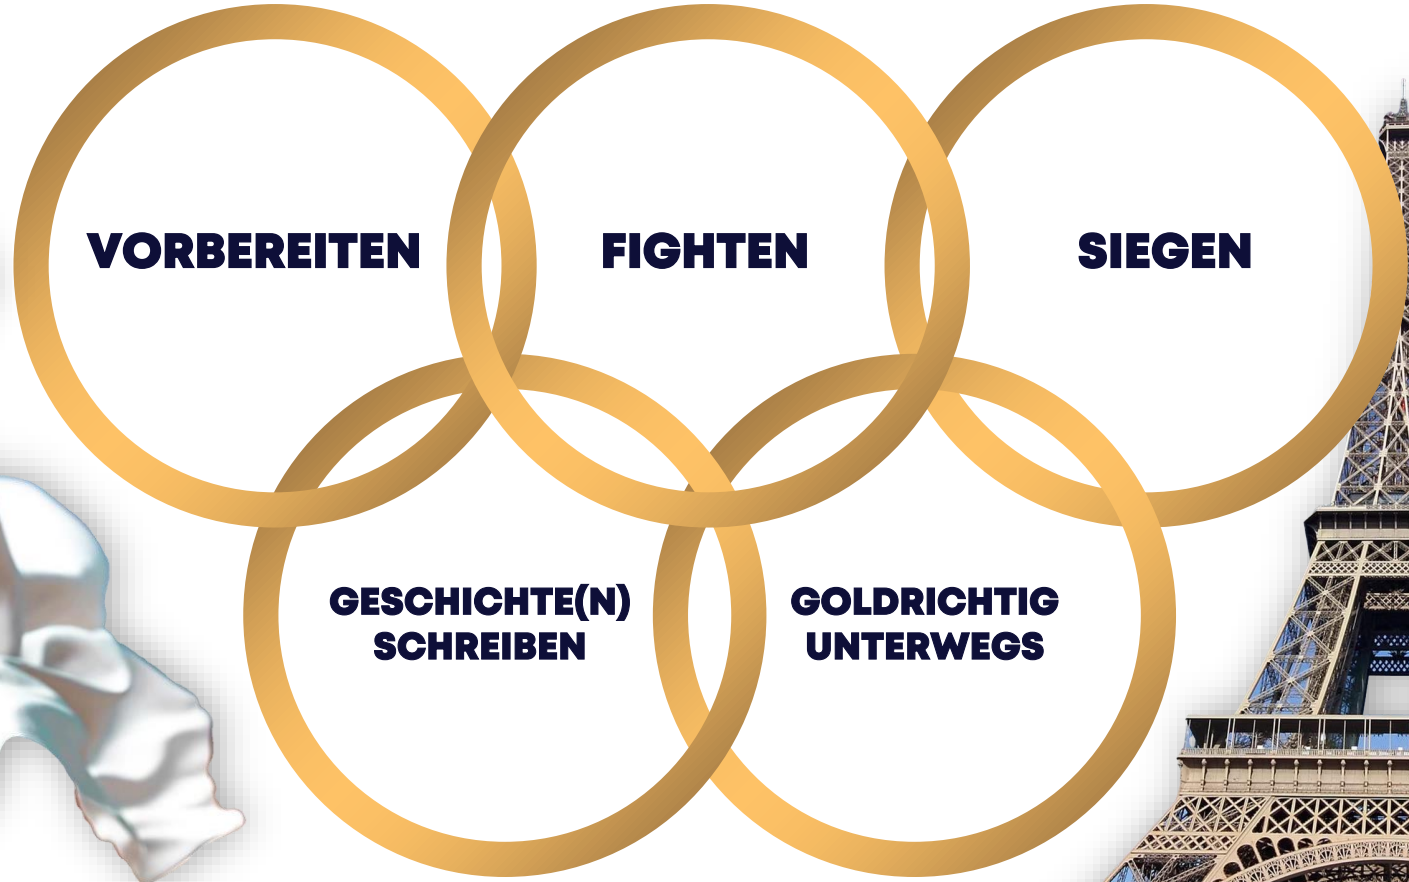 VORBEREITEN
FIGHTEN
SIEGEN
GESCHICHTE(N)
SCHREIBEN
GOLDRICHTIG
UNTERWEGS